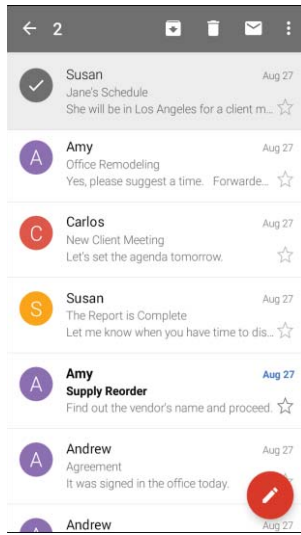 2
Susan Aug 27
Jane's Schedule
She will be in Los Angeles for a client m...
A Amy Aug 27
Office Remodeling
Yes, please suggest a time. Forwarde...
C Carlos Aug 27
New Client Meeting
Let's set the agenda tomorrow.
S Susan Aug 27
The Report is Complete
Let me know when you have time to dis...
A Amy Aug 27
Supply Reorder
Find out the vendor's name and proceed.
A Andrew Aug 27
Agreement
It was signed in the office today.
Andrew Aug 27